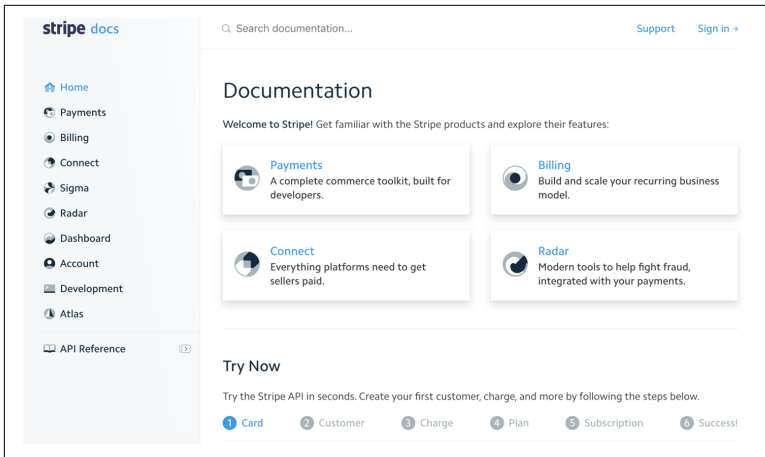 stripe docs
Search documentation...
Support
Sign in →
Home
Payments
Billing
Connect
Sigma
Radar
Dashboard
Account
Development
Atlas
API Reference
Documentation
Welcome to Stripe! Get familiar with the Stripe products and explore their features:
Payments
A complete commerce toolkit, built for
developers.
Billing
Build and scale your recurring business
model.
Connect
Everything platforms need to get
sellers paid.
Radar
Modern tools to help fight fraud,
integrated with your payments.
Try Now
Try the Stripe API in seconds. Create your first customer, charge, and more by following the steps below.
1 Card
2 Customer
3 Charge
4 Plan
5 Subscription
6 Success!